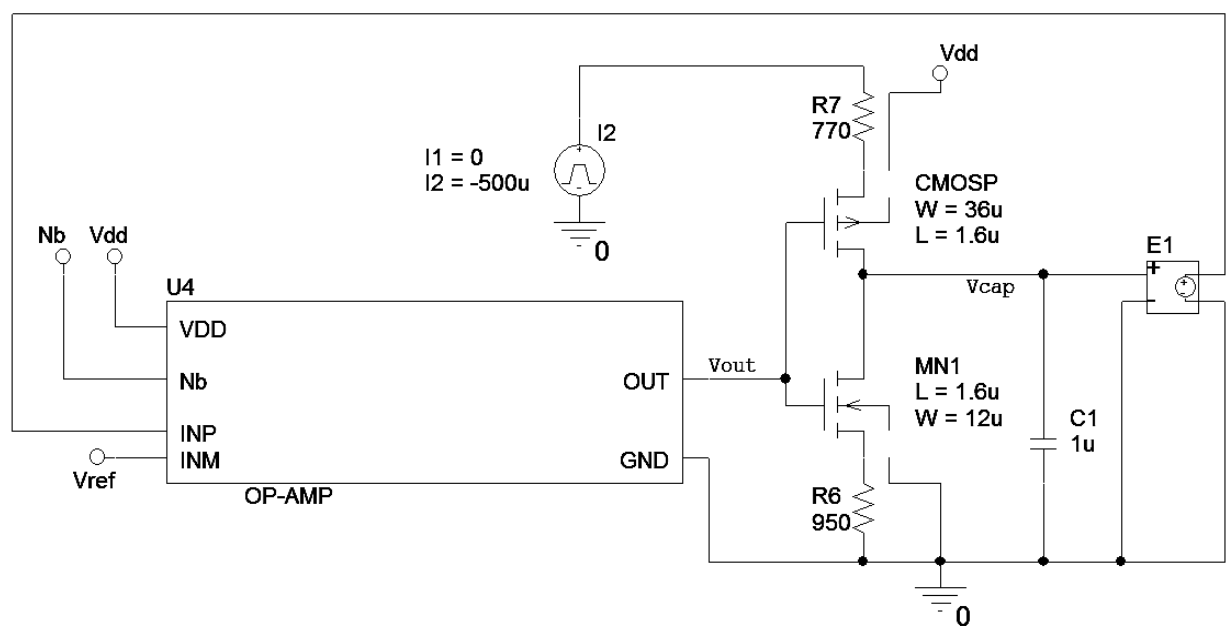 Vdd
R7
770
I2
I1 = 0
I2 = -500u
0
CMOSP
W = 36u
L = 1.6u
Nb
Vdd
E1
+
-
Vcap
U4
VDD
Nb
INP
INM
OUT
GND
OP-AMP
Vref
Vout
MN1
L = 1.6u
W = 12u
C1
1u
R6
950
0